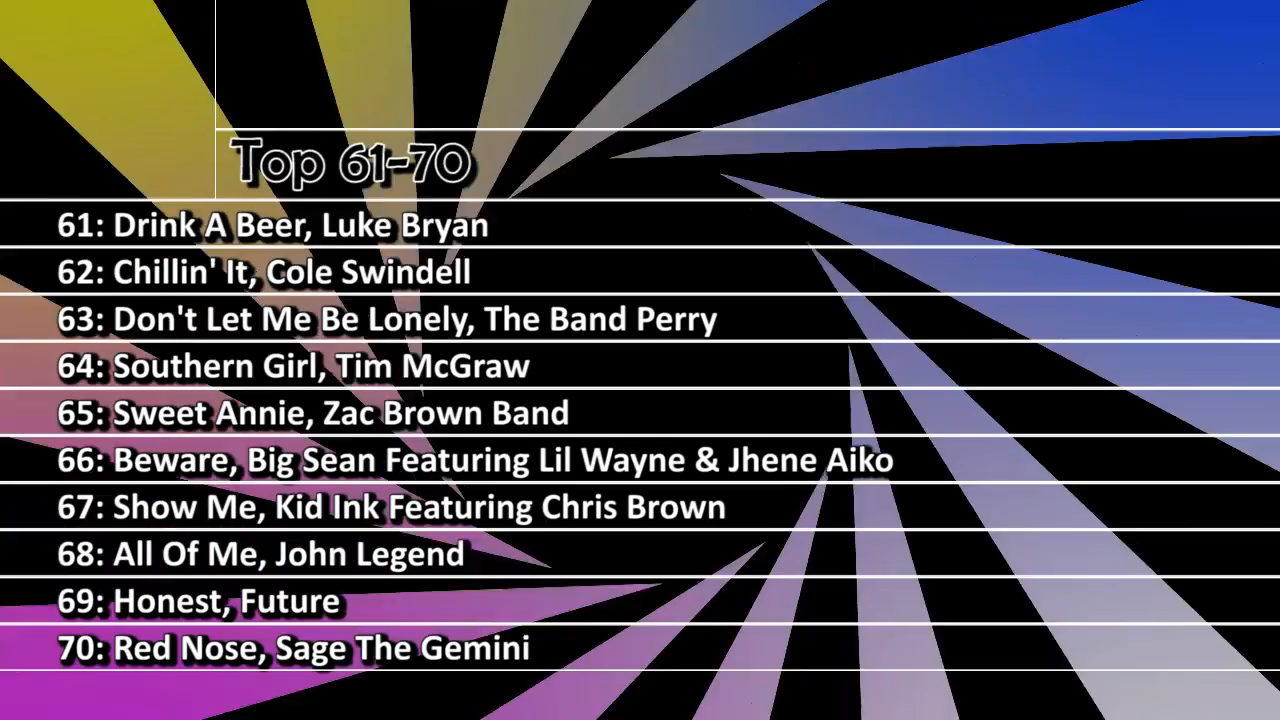 Top 61-70
61: Drink A Beer, Luke Bryan
62: Chillin' It, Cole Swindell
63: Don't Let Me Be Lonely, The Band Perry
64: Southern Girl, Tim McGraw
65: Sweet Annie, Zac Brown Band
66: Beware, Big Sean Featuring Lil Wayne & Jhene Aiko
67: Show Me, Kid Ink Featuring Chris Brown
68: All Of Me, John Legend
69: Honest, Future
70: Red Nose, Sage The Gemini